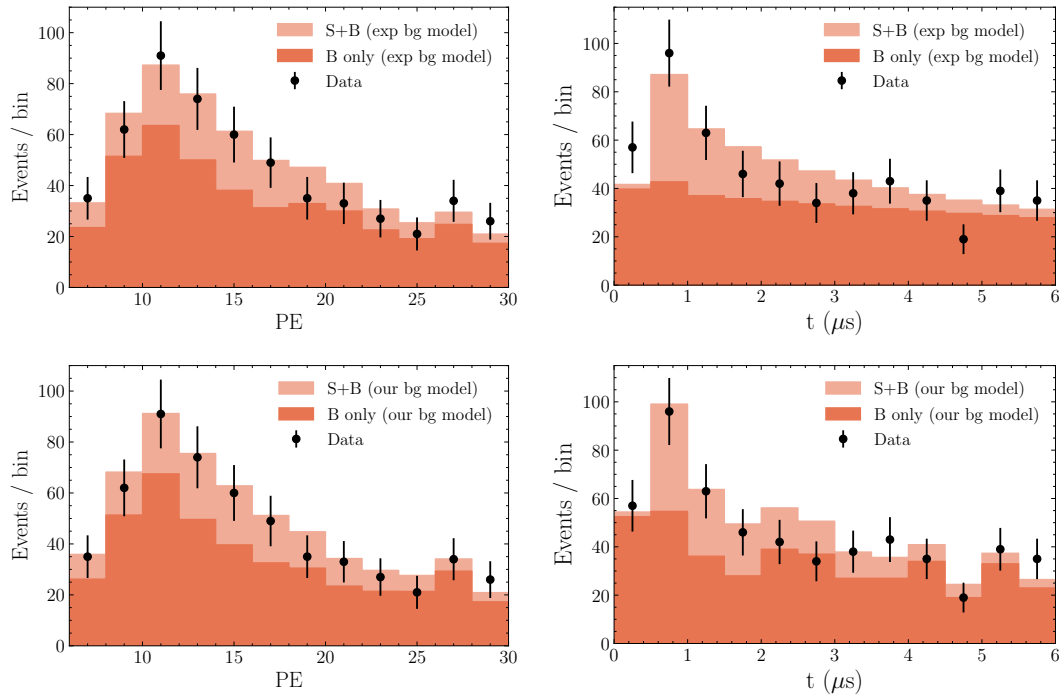 S+B (exp bg model)
B only (exp bg model)
Data
Events / bin
0
20
40
60
80
100
10
15
20
25
30
PE
S+B (exp bg model)
B only (exp bg model)
Data
Events / bin
0
20
40
60
80
100
0
1
2
3
4
5
6
t (μs)
S+B (our bg model)
B only (our bg model)
Data
Events / bin
0
20
40
60
80
100
10
15
20
25
30
PE
S+B (our bg model)
B only (our bg model)
Data
Events / bin
0
20
40
60
80
100
0
1
2
3
4
5
6
t (μs)